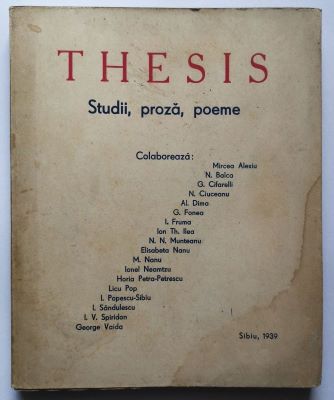 THESIS
Studii, proză, poeme
Colaborează:
Mircea Alexiu
N. Balca
G. Cifarelli
N. Ciuceanu
Al. Dima
G. Fonea
I. Fruma
Ion Th. Ilea
N. N. Munteanu
Elisabeta Nanu
M. Nanu
Ionel Neamtzu
Horia Petra-Petrescu
Licu Pop
I. Popescu-Sibiu
I. Săndulescu
I. V. Spiridon
George Vaida
Sibiu, 1939